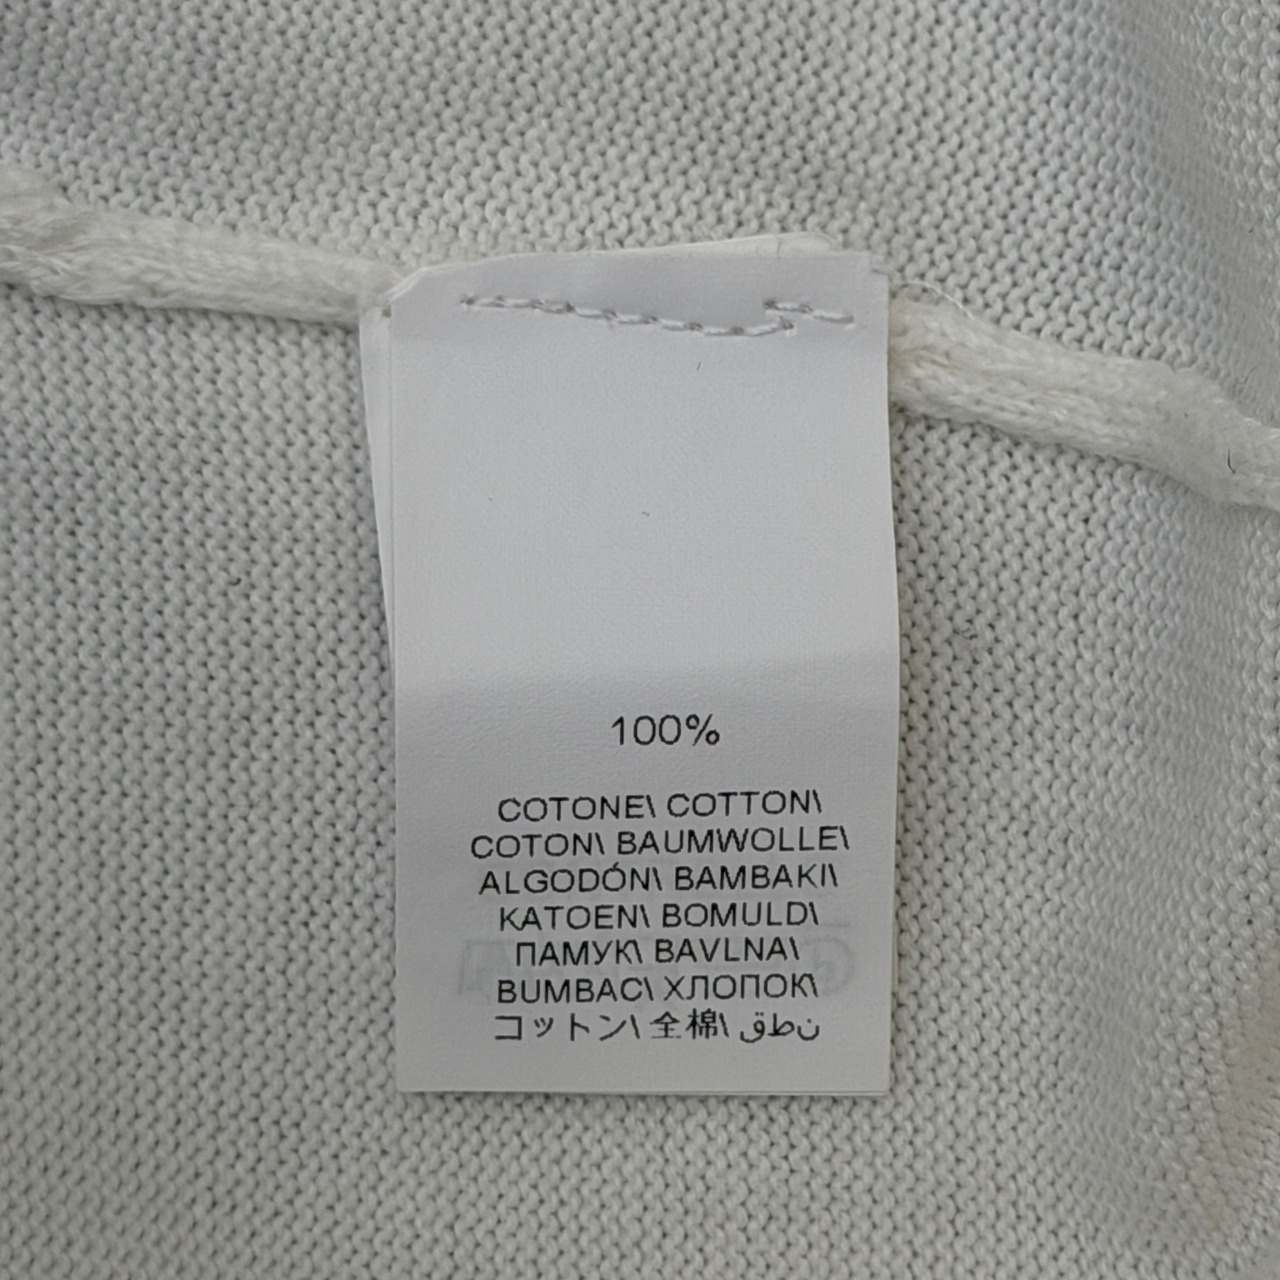 100%
COTONE\ COTTON\
COTON\ BAUMWOLLE\
ALGODÓN\ BAMBAKI\
KATOEN\ BOMULD\
ПАМУК\ BAVLNA\
BUMBAC\ ХЛОПОК\
コットン\ 全棉\ نطق